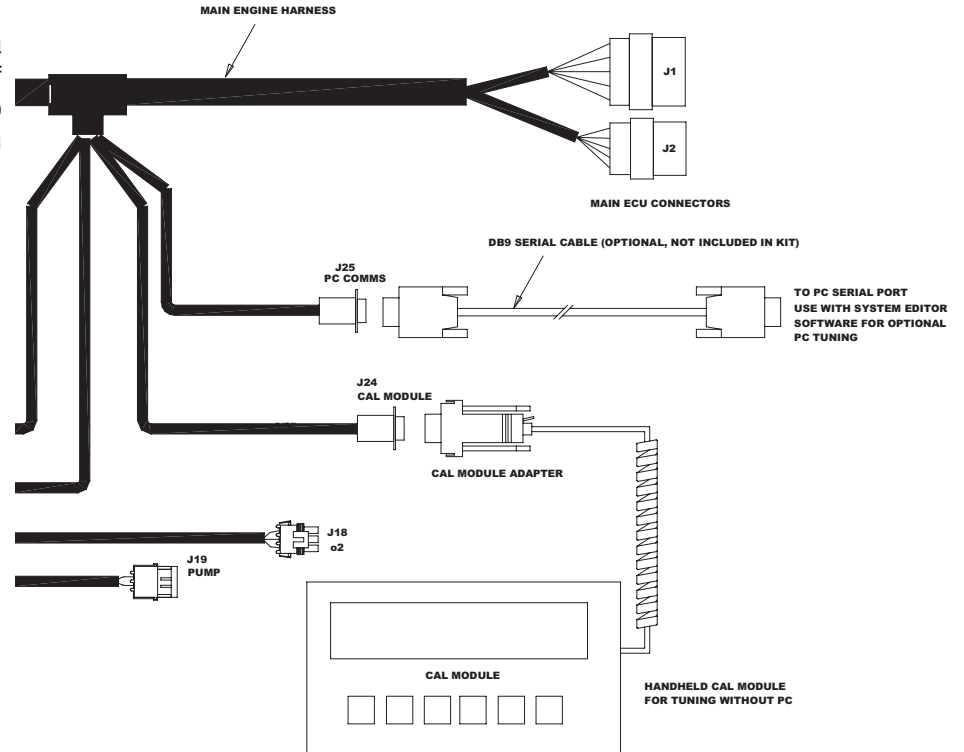 MAIN ENGINE HARNESS
J1
J2
MAIN ECU CONNECTORS
DB9 SERIAL CABLE (OPTIONAL, NOT INCLUDED IN KIT)
J25
PC COMMS
TO PC SERIAL PORT
USE WITH SYSTEM EDITOR
SOFTWARE FOR OPTIONAL
PC TUNING
J24
CAL MODULE
CAL MODULE ADAPTER
J18
o2
J19
PUMP
CAL MODULE
HANDHELD CAL MODULE
FOR TUNING WITHOUT PC